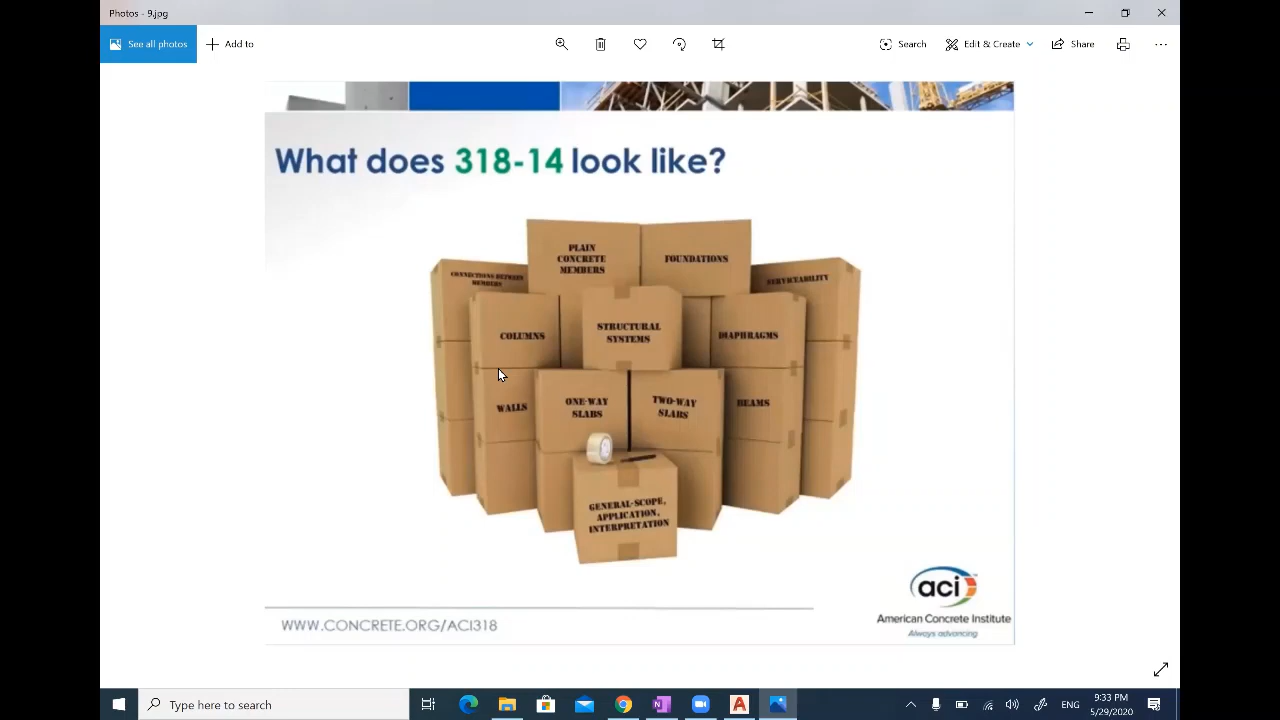 Photos - 9.jpg
See all photos
Add to
Search
Edit & Create
Share
What does 318-14 look like?
PLAIN
CONCRETE
MEMBERS
FOUNDATIONS
CONNECTIONS BETWEEN
MEMBERS
SERVICEABILITY
COLUMNS
STRUCTURAL
SYSTEMS
DIAPHRAGMS
WALLS
ONE-WAY
SLABS
TWO-WAY
SLABS
BEAMS
GENERAL-SCOPE,
APPLICATION,
INTERPRETATION
aci
American Concrete Institute
Always advancing
WWW.CONCRETE.ORG/ACI318
Type here to search
ENG
9:33 PM
5/29/2020